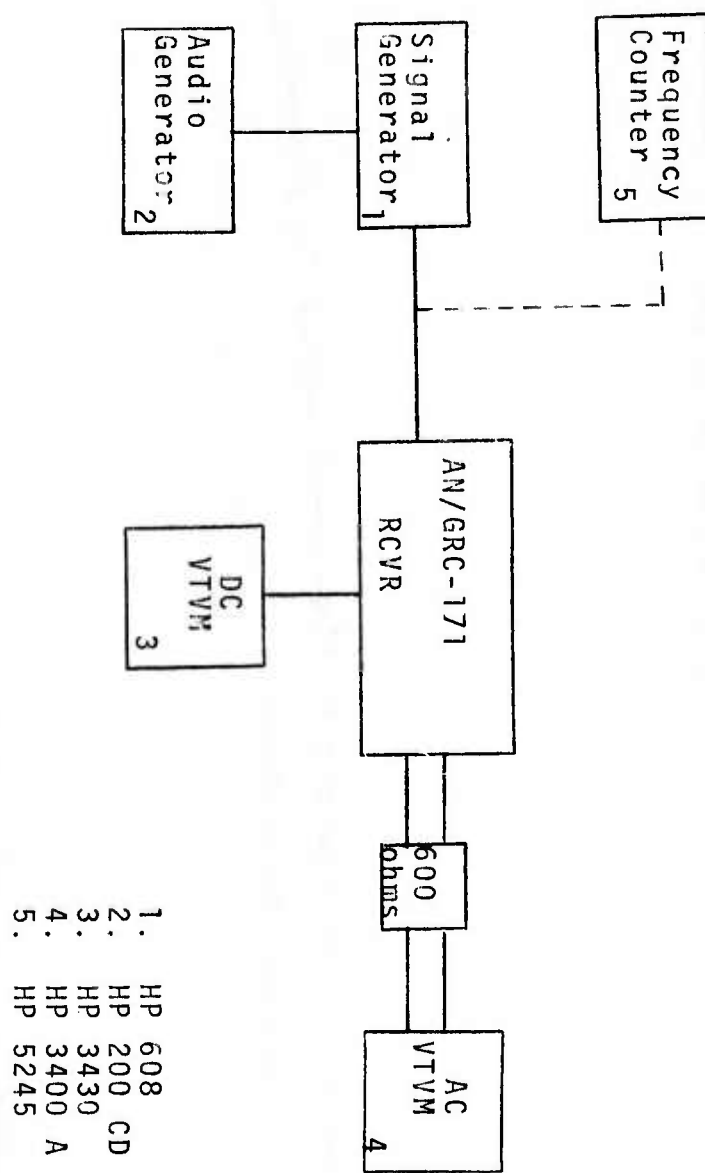 Frequency
Counter
5
Signal
Generator
1
Audio
Generator
2
AN/GRC-171
RCVR
DC
VTVM
3
600
ohms
AC
VTVM
4
1. HP 608
2. HP 200 CD
3. HP 3430
4. HP 3400 A
5. HP 5245